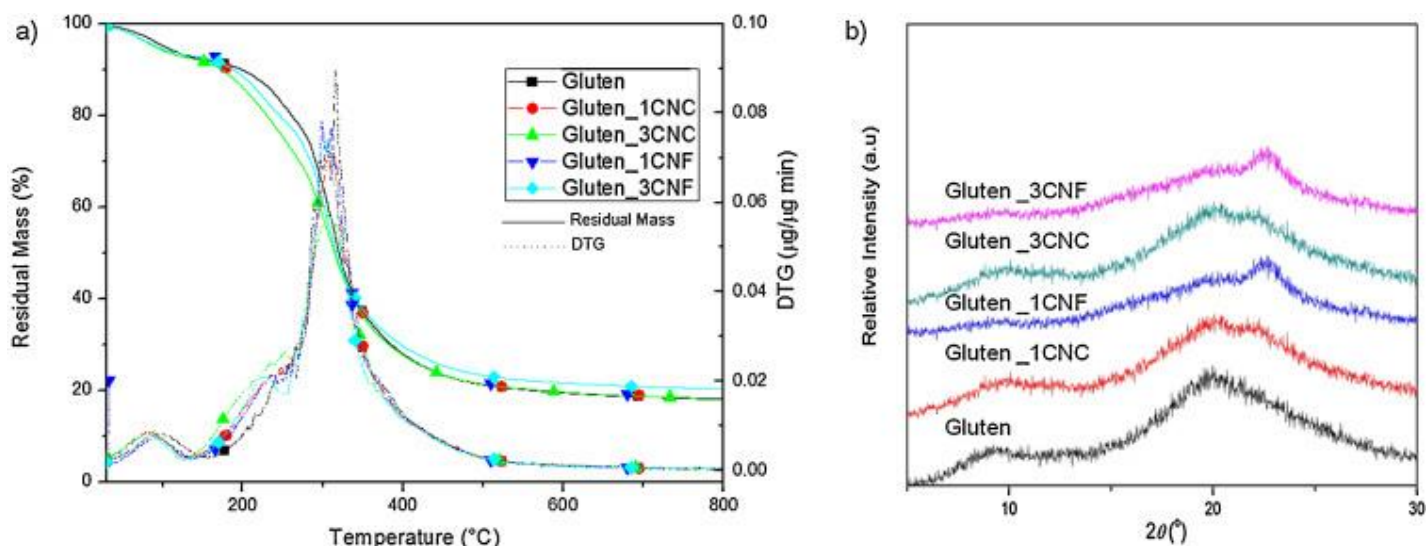 a)
Residual Mass (%)
100
80
60
40
20
0
200
400
600
800
Temperature (°C)
0.10
0.08
0.06
0.04
0.02
0.00
DTG (µg/µg min)
Gluten
Gluten_1CNC
Gluten_3CNC
Gluten_1CNF
Gluten_3CNF
Residual Mass
DTG
b)
Relative Intensity (a.u)
Gluten _3CNF
Gluten _3CNC
Gluten _1CNF
Gluten _1CNC
Gluten
10
20
30
2θ(°)